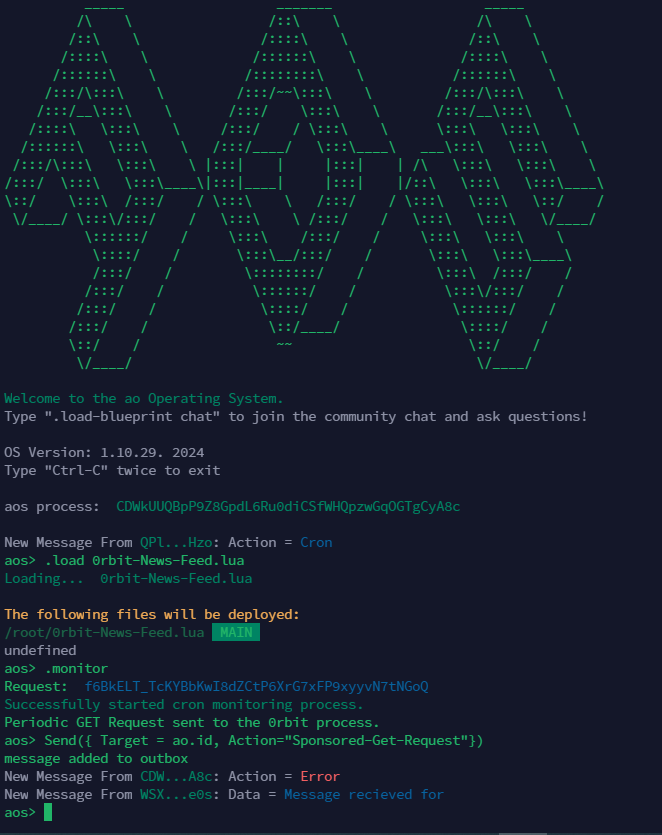 Welcome to the ao Operating System.
Type ".load-blueprint chat" to join the community chat and ask questions!
OS Version: 1.10.29. 2024
Type "Ctrl-C" twice to exit
aos process:  CDWkUUQBpP9Z8GpdL6Ru0diCSfWHQpzwGqOGTgCyA8c
New Message From QPl...Hzo: Action = Cron
aos> .load 0rbit-News-Feed.lua
Loading...  0rbit-News-Feed.lua
The following files will be deployed:
/root/0rbit-News-Feed.lua MAIN
undefined
aos> .monitor
Request:  f6BkELT_TcKYBbKwI8dZCtP6XrG7xFP9xyyvN7tNGoQ
Successfully started cron monitoring process.
Periodic GET Request sent to the 0rbit process.
aos> Send({ Target = ao.id, Action="Sponsored-Get-Request"})
message added to outbox
New Message From CDW...A8c: Action = Error
New Message From WSX...e0s: Data = Message recieved for
aos>